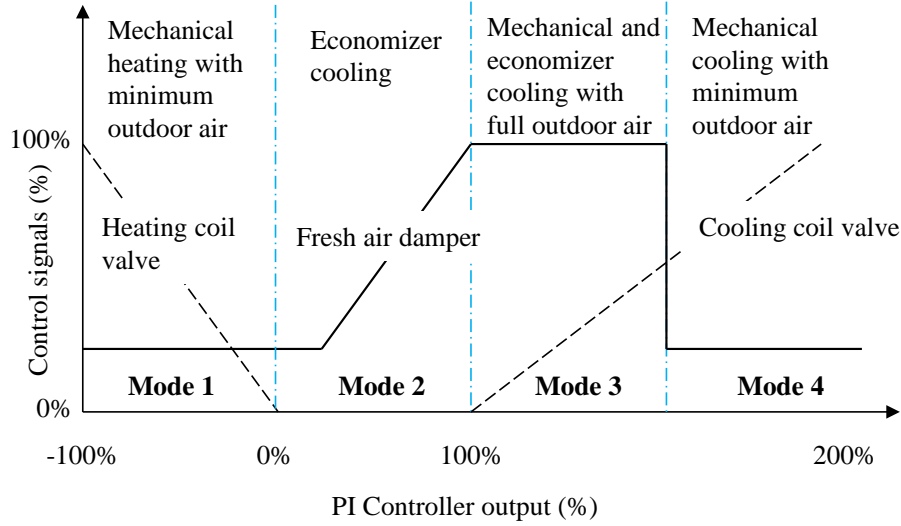 Mechanical
heating with
minimum
outdoor air
Economizer
cooling
Mechanical and
economizer
cooling with
full outdoor air
Mechanical
cooling with
minimum
outdoor air
100%
Control signals (%)
Heating coil
valve
Fresh air damper
Cooling coil valve
Mode 1
Mode 2
Mode 3
Mode 4
0%
-100%
0%
100%
200%
PI Controller output (%)